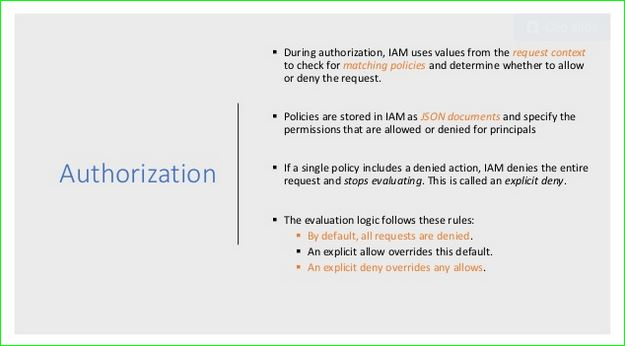 During authorization, IAM uses values from the request context
to check for matching policies and determine whether to allow
or deny the request.
Policies are stored in IAM as JSON documents and specify the
permissions that are allowed or denied for principals
Authorization
If a single policy includes a denied action, IAM denies the entire
request and stops evaluating. This is called an explicit deny.
The evaluation logic follows these rules:
By default, all requests are denied.
An explicit allow overrides this default.
An explicit deny overrides any allows.